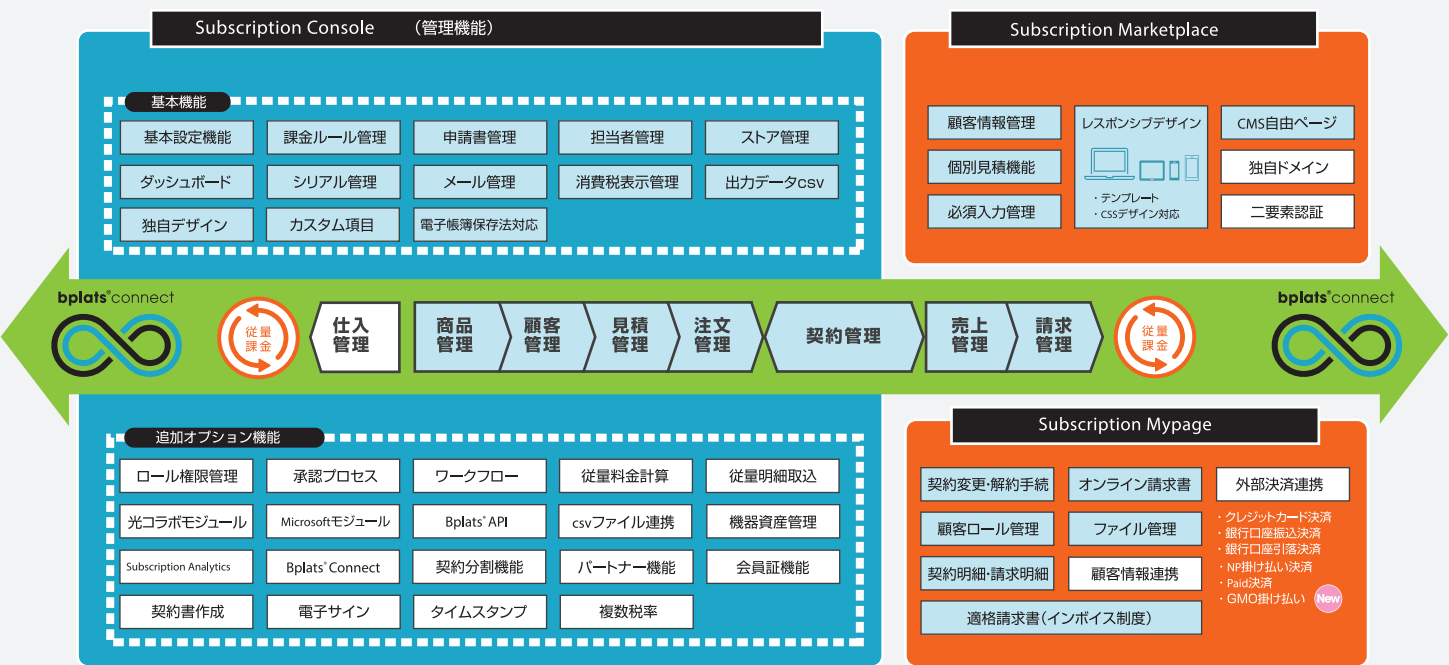 Subscription Console （管理機能）
基本機能
基本設定機能
課金ルール管理
申請書管理
担当者管理
ストア管理
ダッシュボード
シリアル管理
メール管理
消費税表示管理
出力データcsv
独自デザイン
カスタム項目
電子帳簿保存法対応
Subscription Marketplace
顧客情報管理
レスポンシブデザイン
・テンプレート
・CSSデザイン対応
CMS自由ページ
個別見積機能
独自ドメイン
必須入力管理
二要素認証
bplats®connect
従量
課金
仕入
管理
商品
管理
顧客
管理
見積
管理
注文
管理
契約管理
売上
管理
請求
管理
従量
課金
bplats®connect
追加オプション機能
ロール権限管理
承認プロセス
ワークフロー
従量料金計算
従量明細取込
光コラボモジュール
Microsoftモジュール
Bplats® API
csvファイル連携
機器資産管理
Subscription Analytics
Bplats® Connect
契約分割機能
パートナー機能
会員証機能
契約書作成
電子サイン
タイムスタンプ
複数税率
Subscription Mypage
契約変更・解約手続
オンライン請求書
外部決済連携
顧客ロール管理
ファイル管理
契約明細・請求明細
顧客情報連携
適格請求書（インボイス制度）
・クレジットカード決済
・銀行口座振込決済
・銀行口座引落決済
・NP掛け払い決済
・Paid決済
・GMO掛け払い New